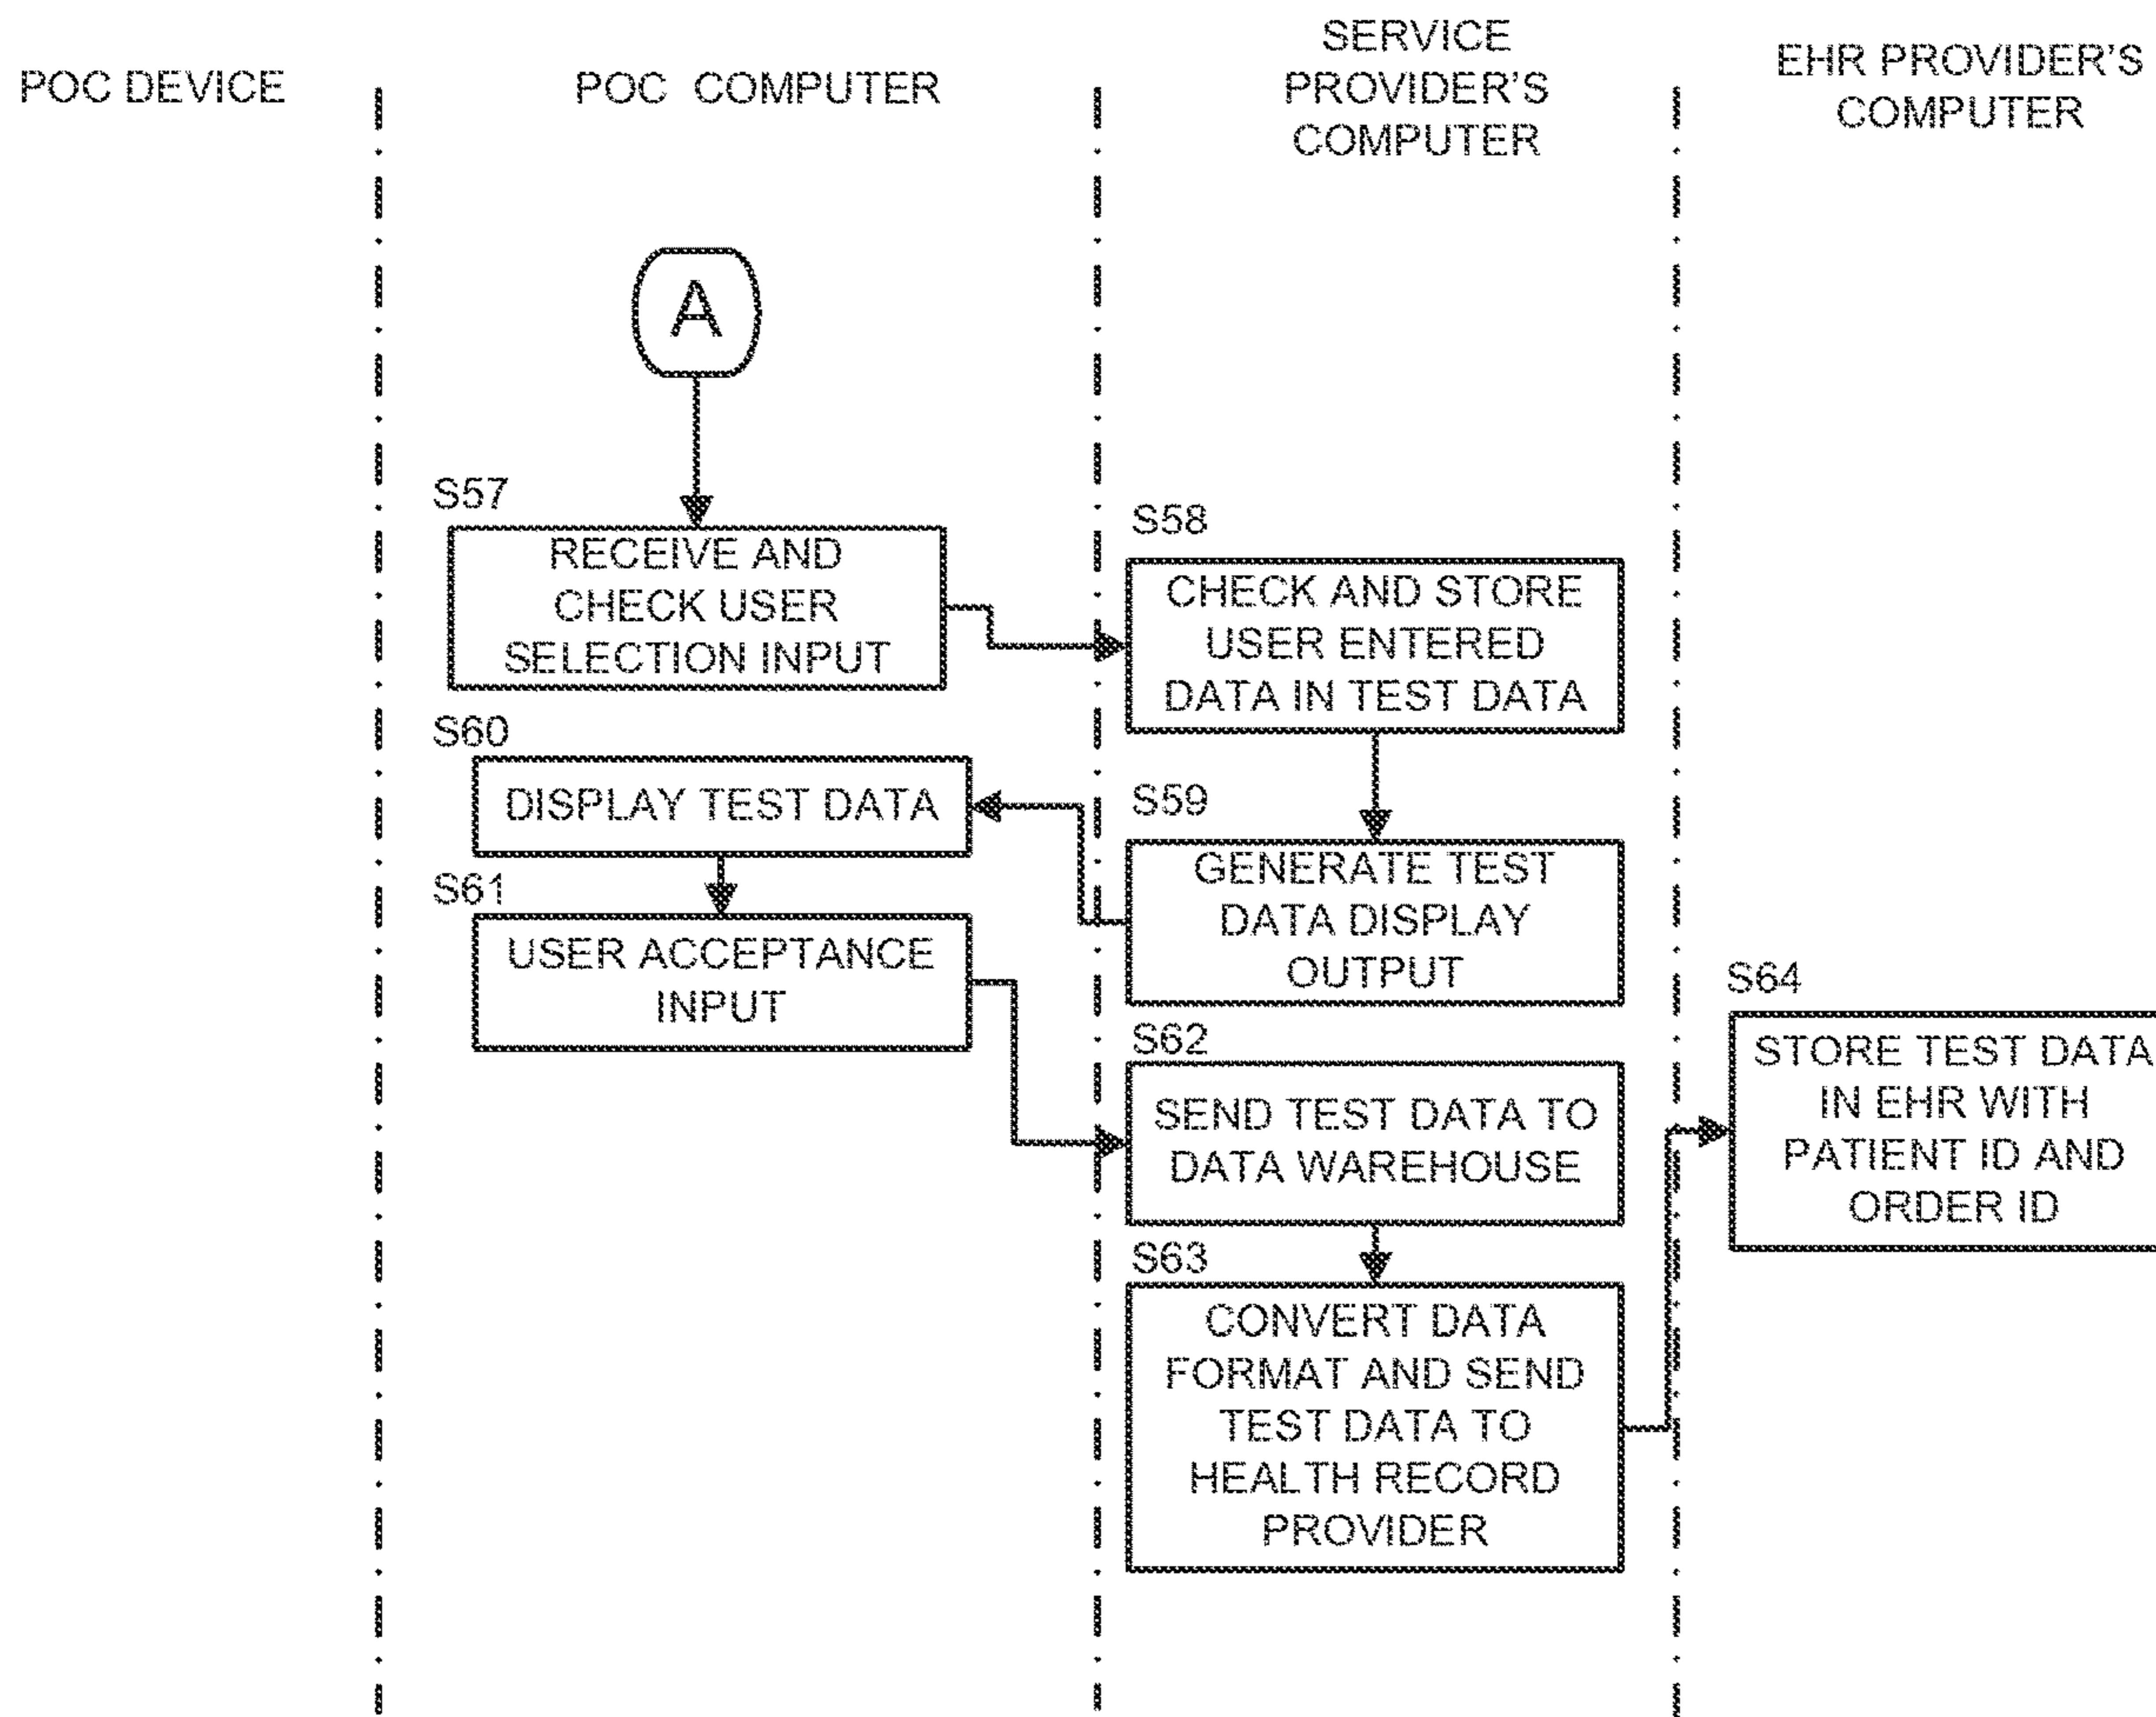 POC DEVICE
POC COMPUTER
SERVICE
PROVIDER'S
COMPUTER
EHR PROVIDER'S
COMPUTER
A
S57
RECEIVE AND
CHECK USER
SELECTION INPUT
S58
CHECK AND STORE
USER ENTERED
DATA IN TEST DATA
S59
GENERATE TEST
DATA DISPLAY
OUTPUT
S60
DISPLAY TEST DATA
S61
USER ACCEPTANCE
INPUT
S62
SEND TEST DATA TO
DATA WAREHOUSE
S63
CONVERT DATA
FORMAT AND SEND
TEST DATA TO
HEALTH RECORD
PROVIDER
S64
STORE TEST DATA
IN EHR WITH
PATIENT ID AND
ORDER ID